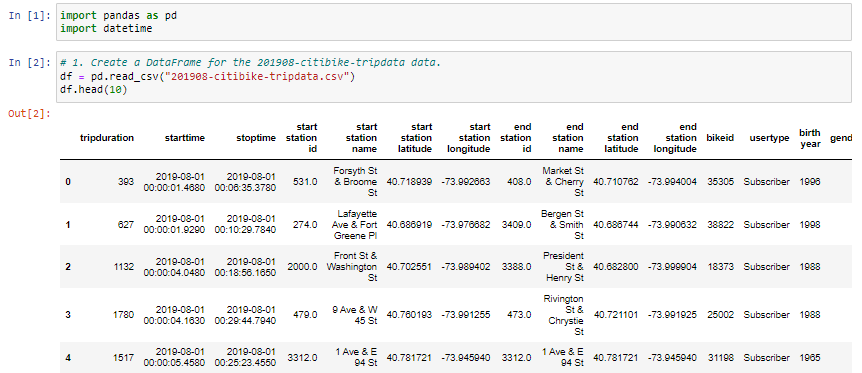 In [1]: import pandas as pd
import datetime
In [2]: # 1. Create a DataFrame for the 201908-citibike-tripdata data.
df = pd.read_csv("201908-citibike-tripdata.csv")
df.head(10)
Out[2]:
tripduration starttime stoptime start station id start station name start station latitude start station longitude end station id end station name end station latitude end station longitude bikeid usertype birth year gend
0 393 2019-08-01 00:00:01.4680 2019-08-01 00:06:35.3780 531.0 Forsyth St & Broome St 40.718939 -73.992663 408.0 Market St & Cherry St 40.710762 -73.994004 35305 Subscriber 1996
1 627 2019-08-01 00:00:01.9290 2019-08-01 00:10:29.7840 274.0 Lafayette Ave & Fort Greene Pl 40.686919 -73.976682 3409.0 Bergen St & Smith St 40.686744 -73.990632 38822 Subscriber 1998
2 1132 2019-08-01 00:00:04.0480 2019-08-01 00:18:56.1650 2000.0 Front St & Washington St 40.702551 -73.989402 3388.0 President St & Henry St 40.682800 -73.999904 18373 Subscriber 1988
3 1780 2019-08-01 00:00:04.1630 2019-08-01 00:29:44.7940 479.0 9 Ave & W 45 St 40.760193 -73.991255 473.0 Rivington St & Chrystie St 40.721101 -73.991925 25002 Subscriber 1988
4 1517 2019-08-01 00:00:05.4580 2019-08-01 00:25:23.4550 3312.0 1 Ave & E 94 St 40.781721 -73.945940 3312.0 1 Ave & E 94 St 40.781721 -73.945940 31198 Subscriber 1965